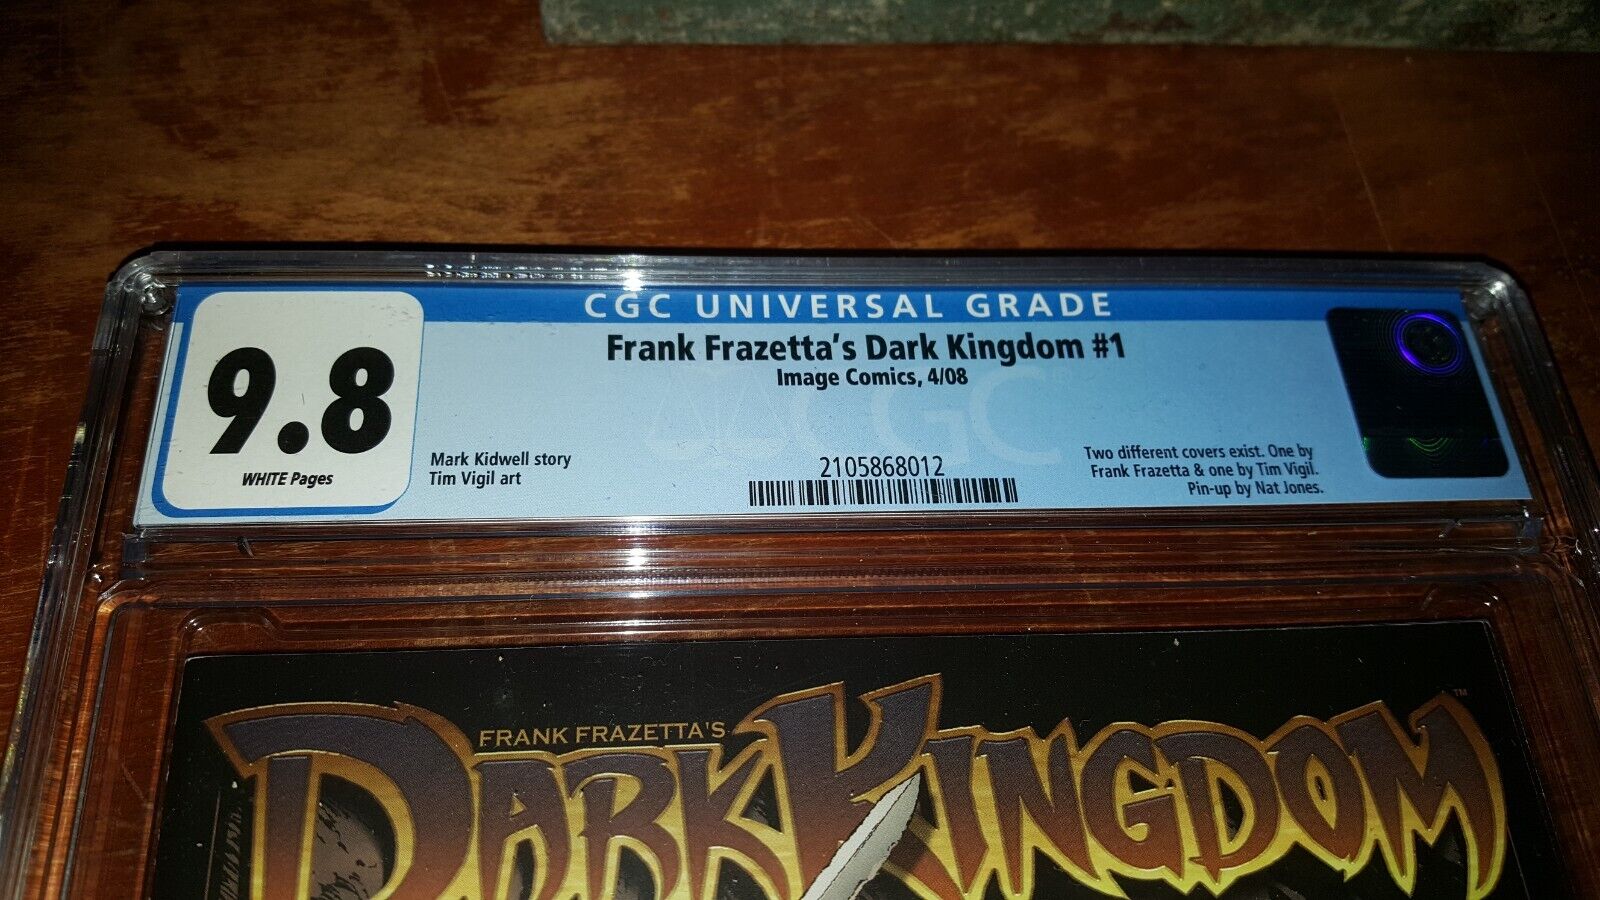 CGC UNIVERSAL GRADE
9.8
WHITE Pages
Frank Frazetta's Dark Kingdom #1
Image Comics, 4/08
CGC
Mark Kidwell story
Tim Vigil art
2105868012
Two different covers exist. One by
Frank Frazetta & one by Tim Vigil.
Pin-up by Nat Jones.
FRANK FRAZETTA'S
DARK KINGDOM™